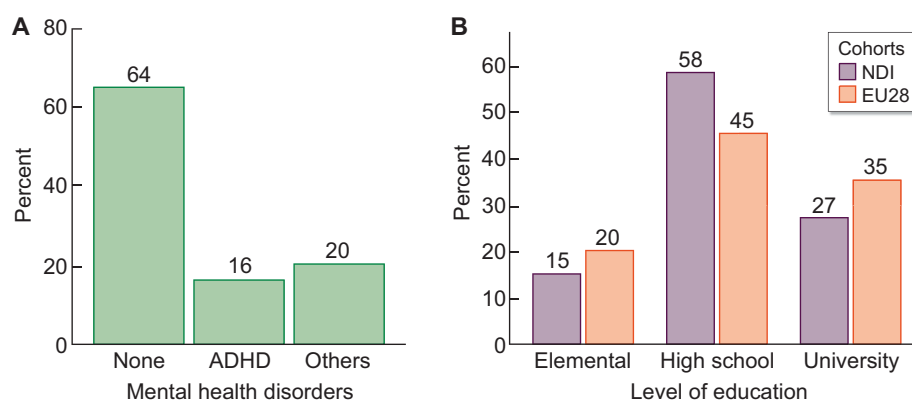 A
80
60
40
20
0
Percent
64
16
20
None ADHD Others
Mental health disorders
B
60
50
40
30
20
10
0
Percent
Cohorts
NDI
EU28
15
20
58
45
27
35
Elemental High school University
Level of education